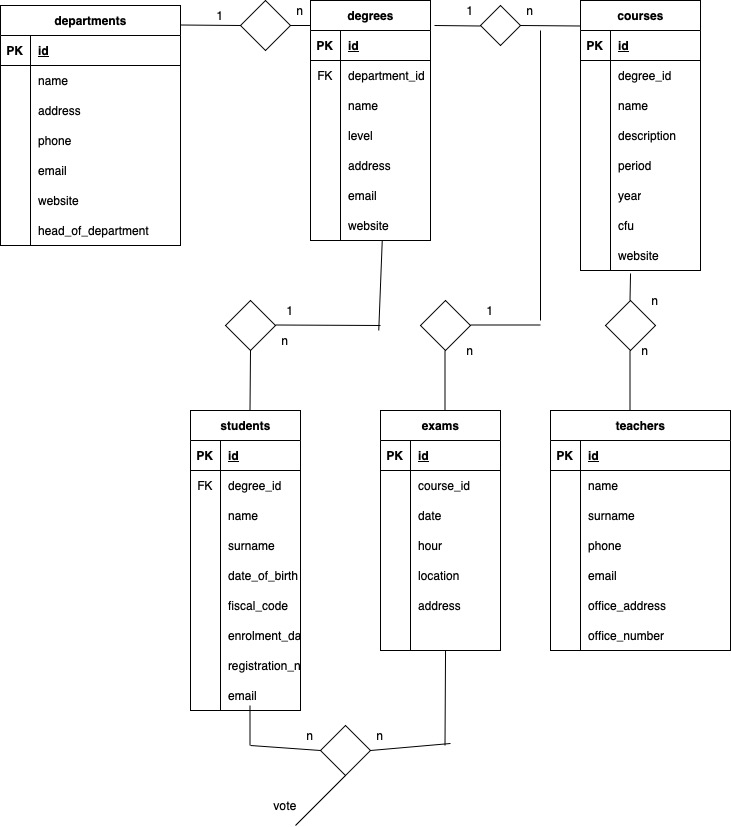 departments
PK id
name
address
phone
email
website
head_of_department
1
n
degrees
PK id
FK department_id
name
level
address
email
website
1
n
courses
PK id
degree_id
name
description
period
year
cfu
website
1
n
1
n
n
n
students
PK id
FK degree_id
name
surname
date_of_birth
fiscal_code
enrolment_da
registration_n
email
exams
PK id
course_id
date
hour
location
address
teachers
PK id
name
surname
phone
email
office_address
office_number
n
n
vote